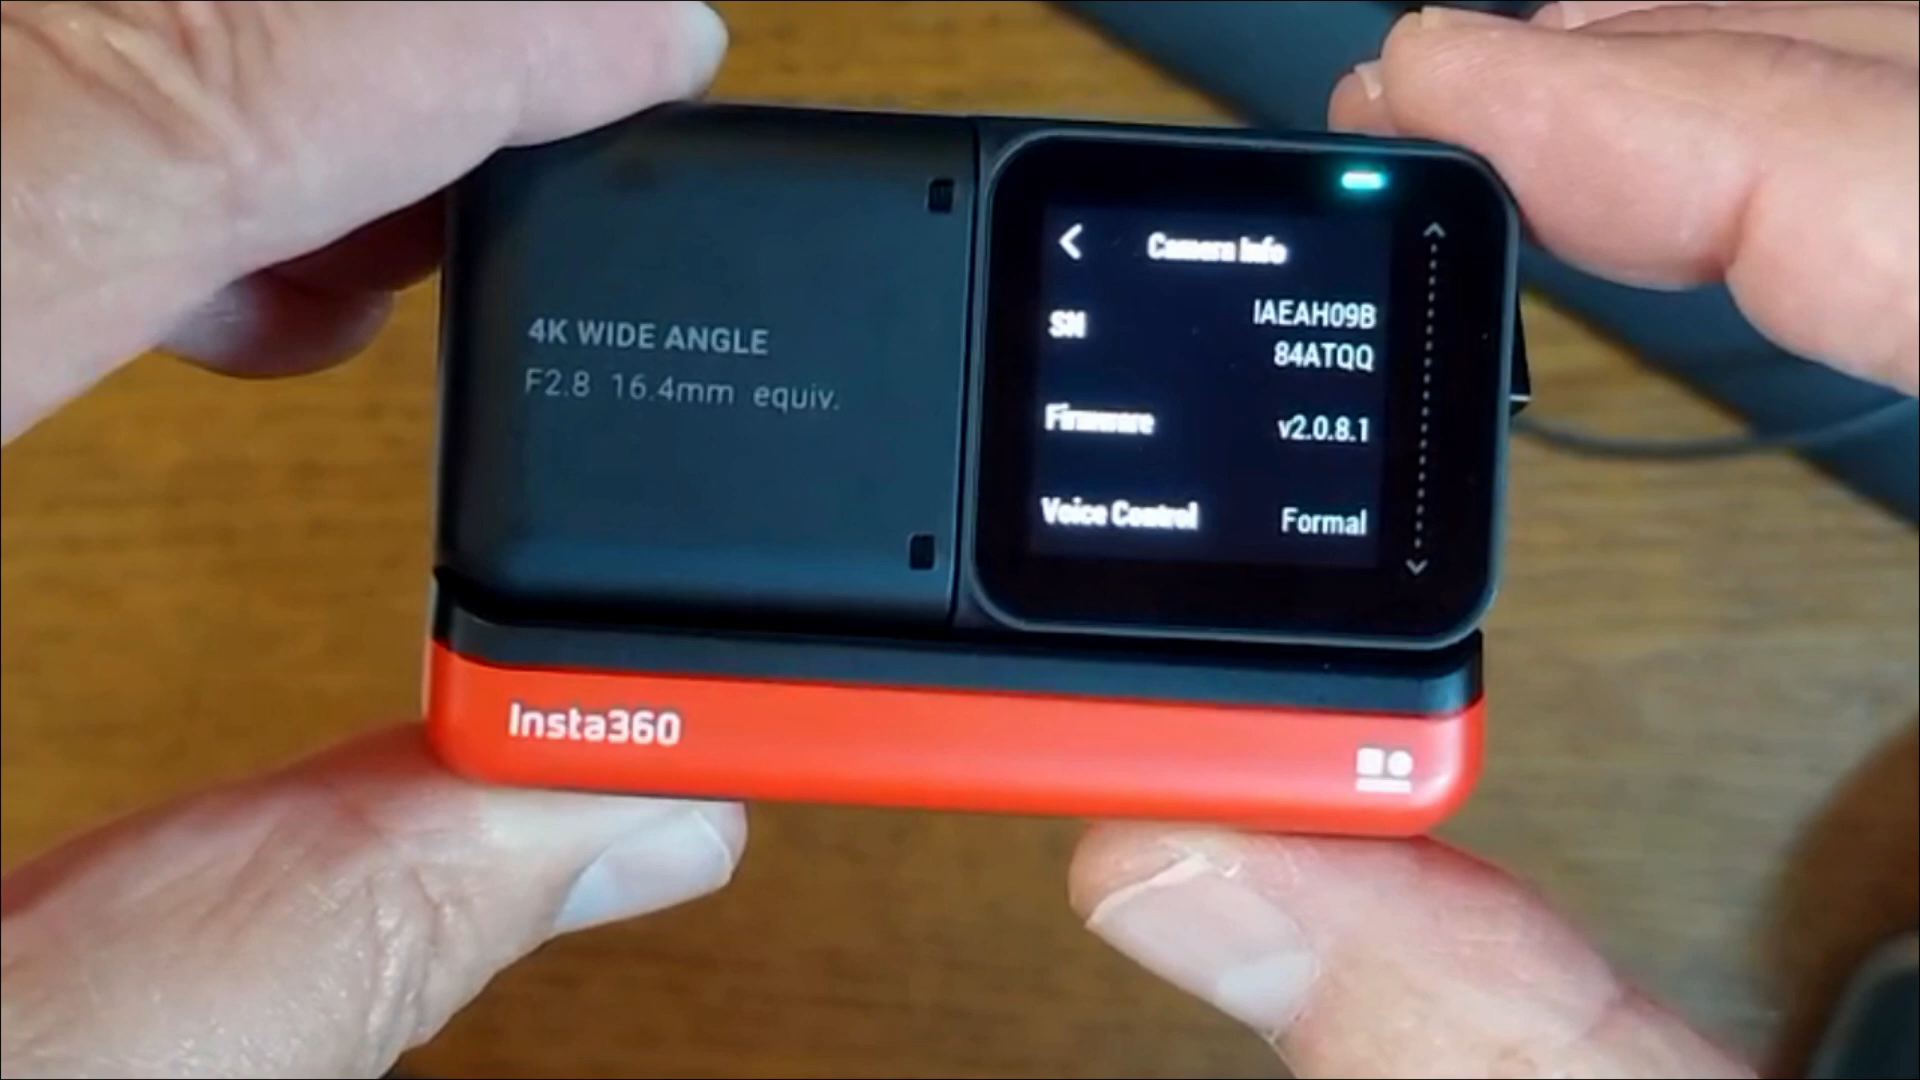 4K WIDE ANGLE
F2.8 16.4mm equiv.
Camera Info
SN IAEAH09B
84ATQQ
Firmware v2.0.8.1
Voice Control Formal
Insta360